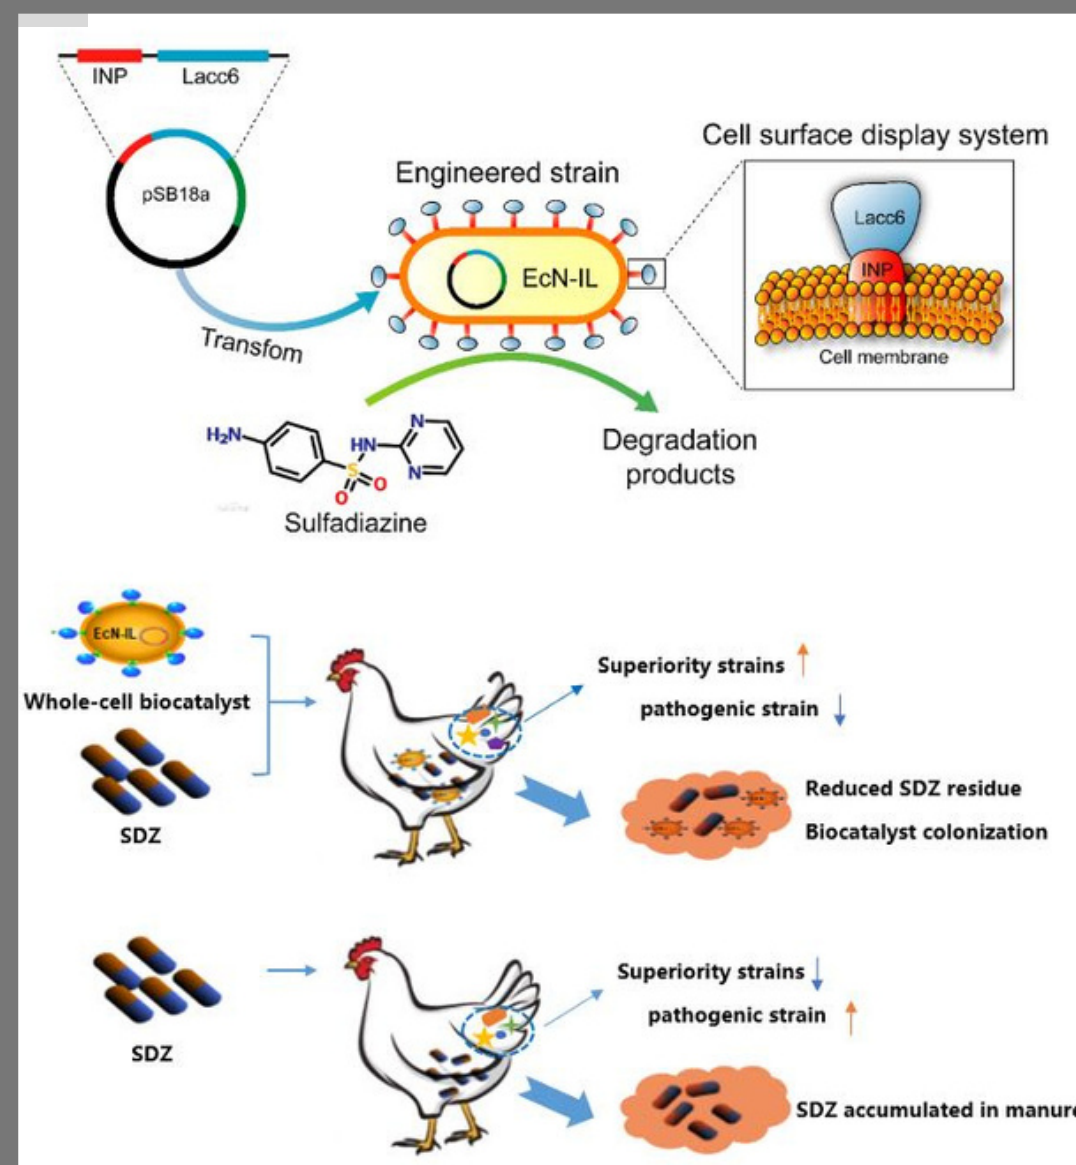 INP Lacc6
pSB18a
Transfom
Engineered strain
EcN-IL
Cell surface display system
Lacc6
INP
Cell membrane
H₂N
HN
N
N
S
O
O
Sulfadiazine
Degradation
products
EcN-IL
Whole-cell biocatalyst
SDZ
Superiority strains
pathogenic strain
Reduced SDZ residue
Biocatalyst colonization
SDZ
Superiority strains
pathogenic strain
SDZ accumulated in manure